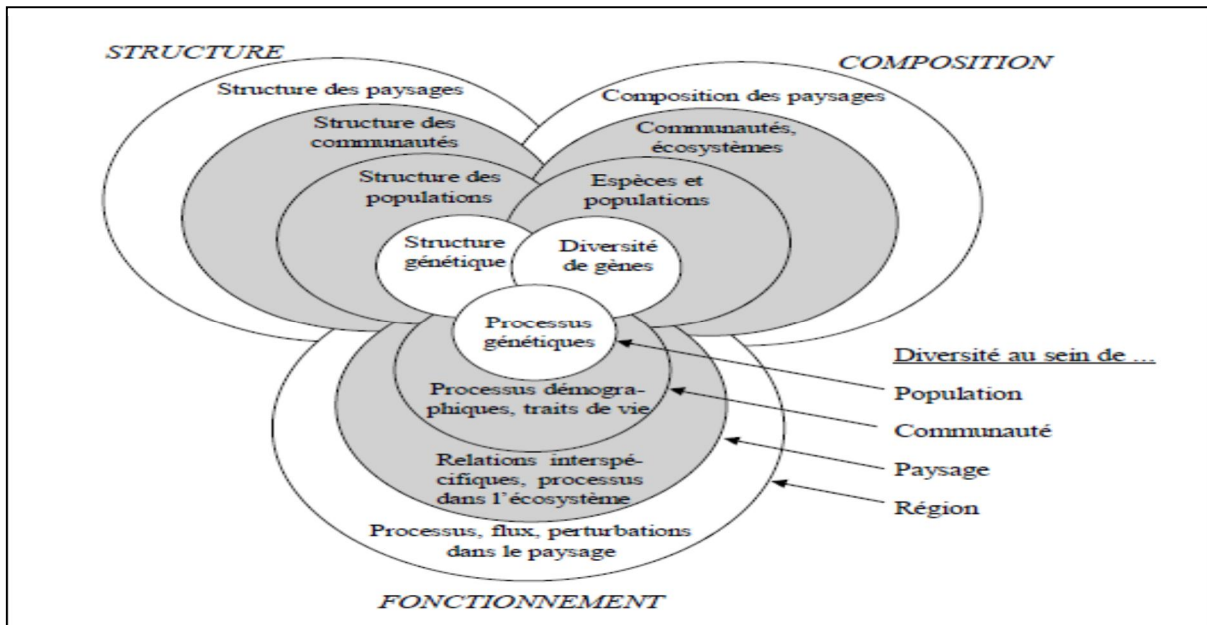 STRUCTURE
COMPOSITION
Structure des paysages
Composition des paysages
Structure des
communautés
Communautés,
écosystèmes
Structure des
populations
Espèces et
populations
Structure
génétique
Diversité
de gènes
Processus
génétiques
Diversité au sein de ...
Processus démogra-
phiques, traits de vie
Population
Communauté
Relations interspé-
cifiques, processus
dans l'écosystème
Paysage
Région
Processus, flux, perturbations
dans le paysage
FONCTIONNEMENT